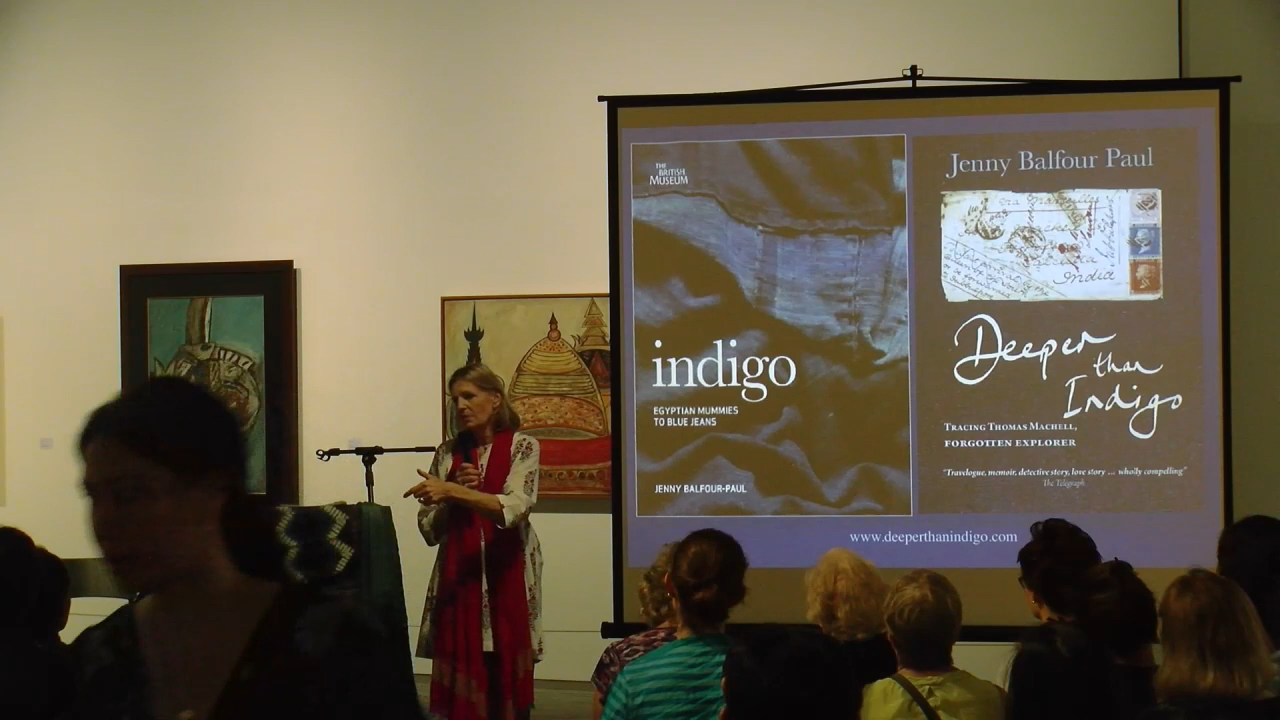 THE
BRITISH
MUSEUM
indigo
EGYPTIAN MUMMIES
TO BLUE JEANS
JENNY BALFOUR-PAUL
Jenny Balfour Paul
India
Deeper
than
Indigo
TRACING THOMAS MACHELL,
FORGOTTEN EXPLORER
"Travelogue, memoir, detective story, love story ... wholly compelling"
The Telegraph
www.deeperthanindigo.com